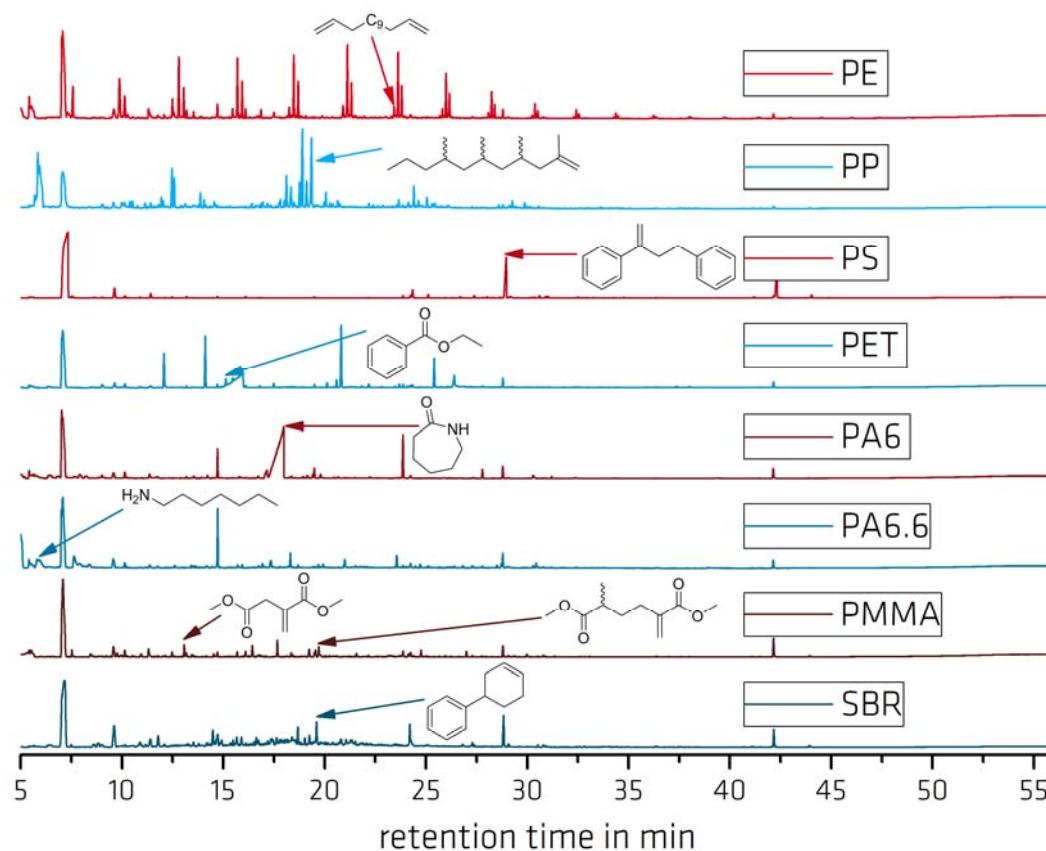 C9
PE
PP
PS
O
O
PET
O
NH
PA6
H2N
PA6.6
O
O
O
O
O
O
O
O
PMMA
SBR
5 10 15 20 25 30 35 40 45 50 55
retention time in min